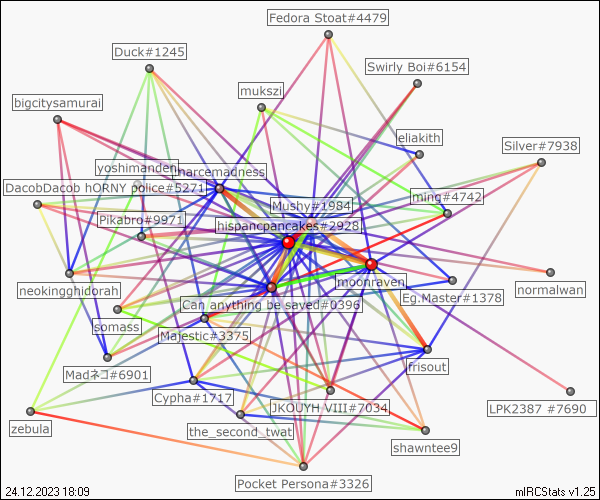 Fedora Stoat#4479
Duck#1245
Swirly Boi#6154
mukszi
bigcitysamurai
eliakith
Silver#7938
yoshimanden
narcemadness
DacobDacob hORNY police#5271
ming#4742
Mushy#1984
Pikabro#9971
hispancpancakes#2928
neokingghidorah
moonraven
normalwan
Eg.Master#1378
Can anything be saved#0396
somass
Majestic#3375
frisout
Madネコ#6901
Cypha#1717
JKOUYH VIII#7034
LPK2387 #7690
zebula
the_second_twat
shawntee9
Pocket Persona#3326
24.12.2023 18:09
mIRCStats v1.25